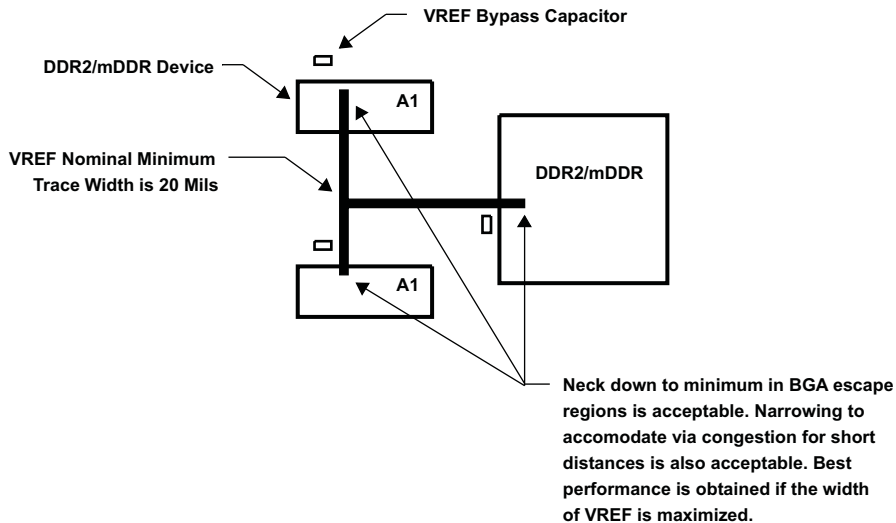 VREF Bypass Capacitor
DDR2/mDDR Device
A1
VREF Nominal Minimum
Trace Width is 20 Mils
DDR2/mDDR
A1
Neck down to minimum in BGA escape
regions is acceptable. Narrowing to
accomodate via congestion for short
distances is also acceptable. Best
performance is obtained if the width
of VREF is maximized.